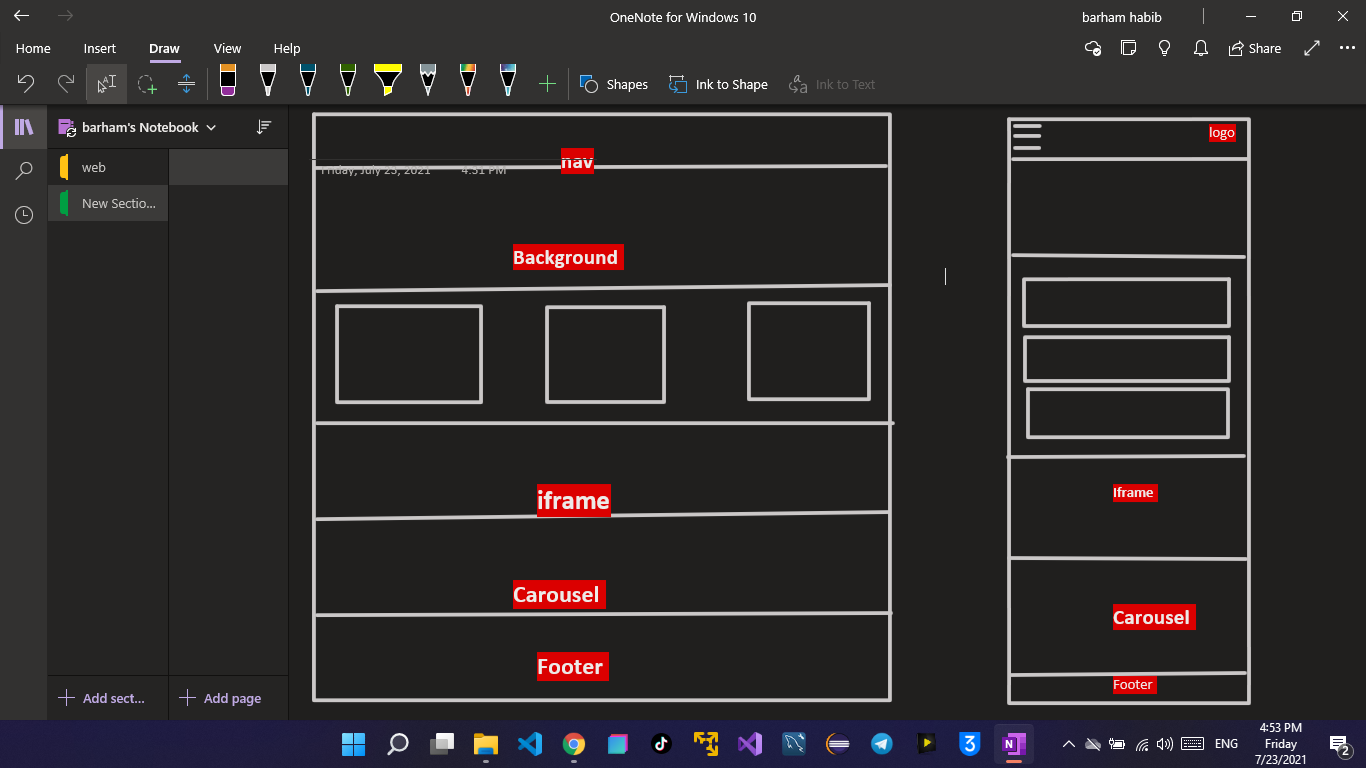 OneNote for Windows 10
barham habib
Home
Insert
Draw
View
Help
Share
Shapes
Ink to Shape
Ink to Text
barham's Notebook
web
New Sectio...
nav
Friday, July 23, 2021
4:51 PM
Background
iframe
Carousel
Footer
logo
Iframe
Carousel
Footer
Add sect...
Add page
ENG
4:53 PM
Friday
7/23/2021
2